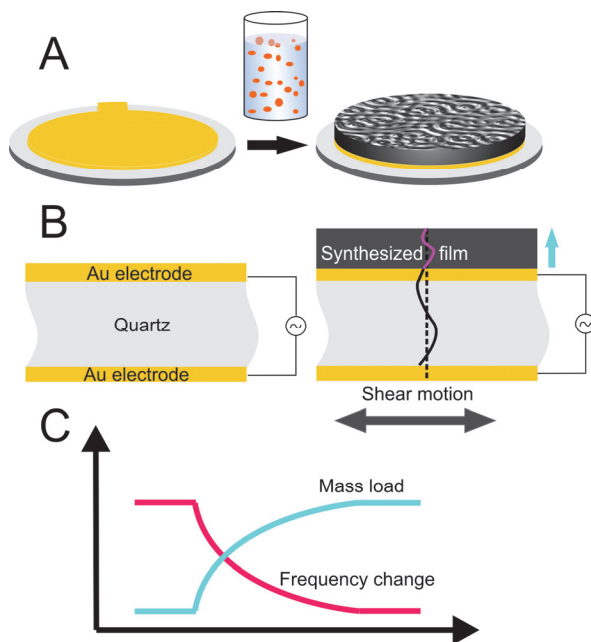 A
B
Au electrode
Quartz
Au electrode
~
Synthesized film
~
Shear motion
C
Mass load
Frequency change